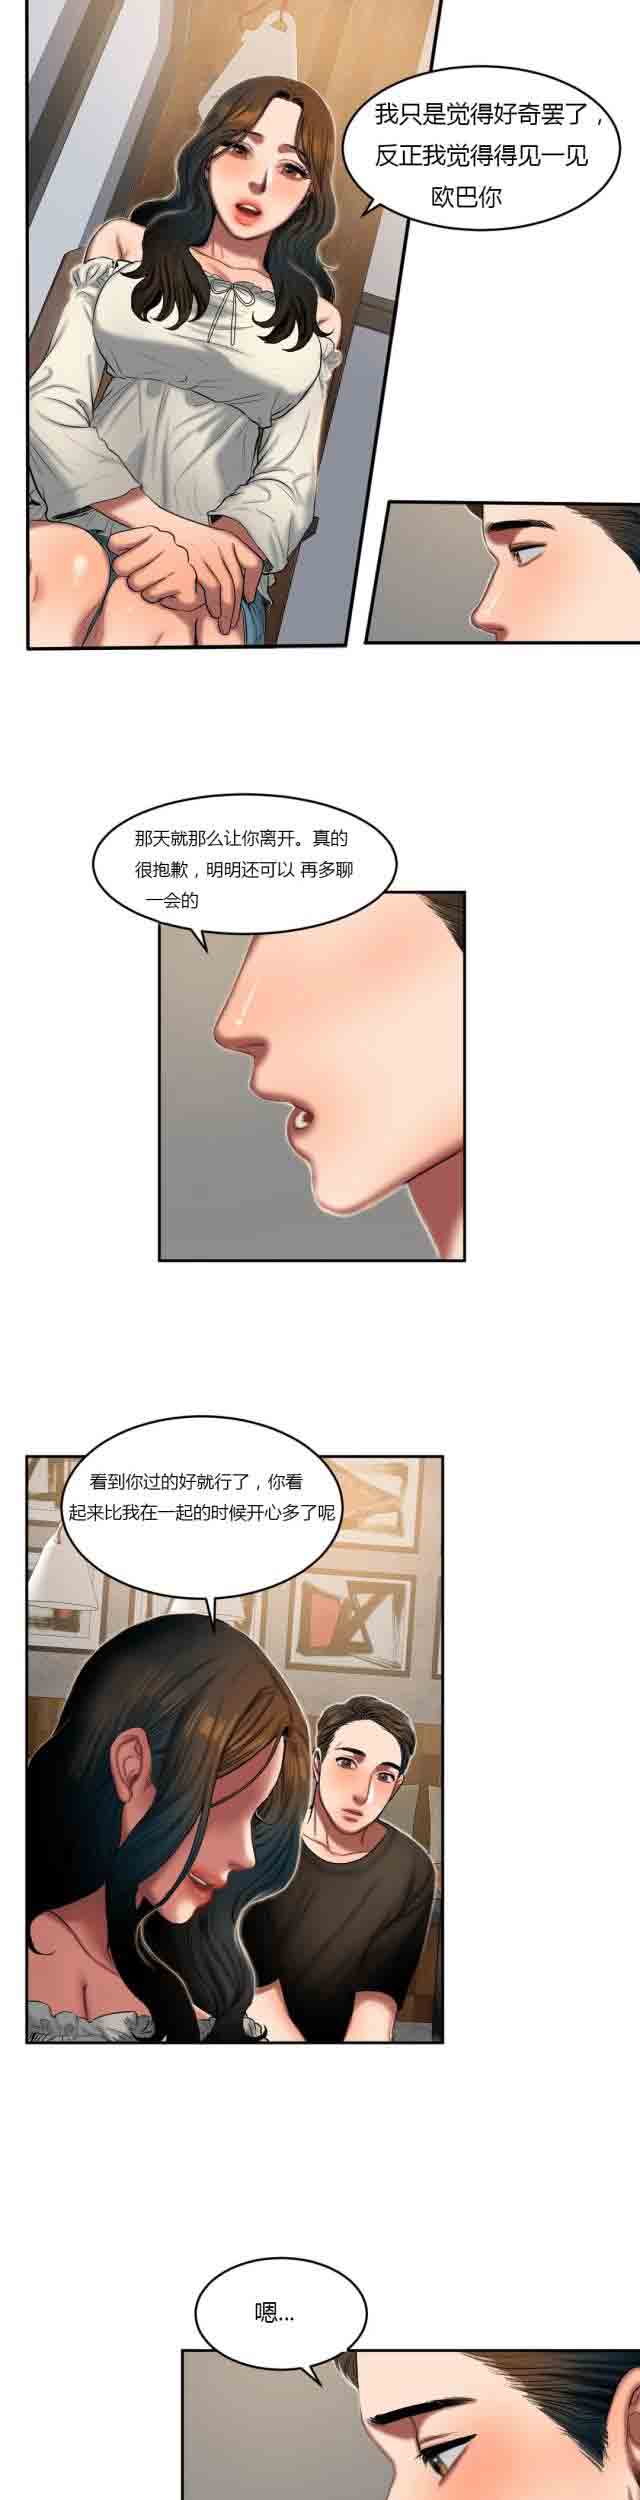 我只是觉得好奇罢了，
反正我觉得得见一见
欧巴你
那天就那么让你离开。真的
很抱歉，明明还可以 再多聊
一会的
看到你过的好就行了，你看
起来比我在一起的时候开心多了呢
嗯...